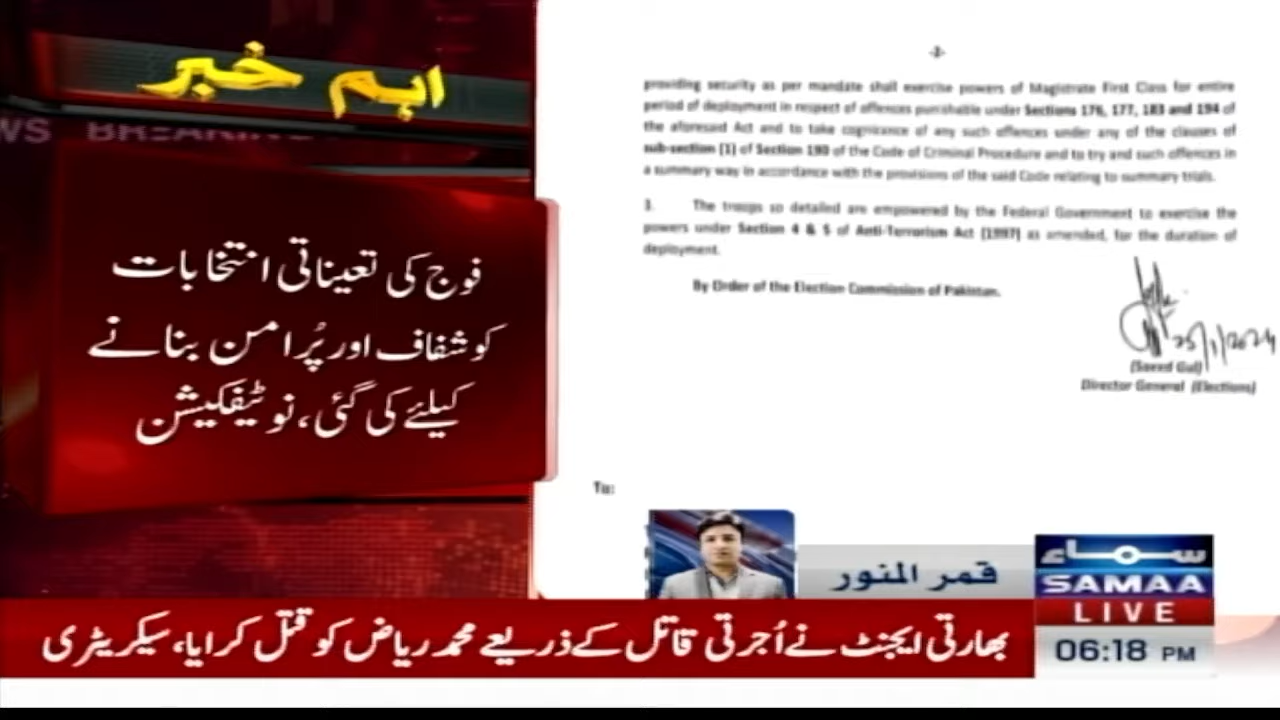 اہم خبر
WS BREAKING
فوج کی تعیناتی انتخابات
کو شفاف اور پُرامن بنانے
کیلئے کی گئی، نوٹیفکیشن
-2-
providing security as per mandate shall exercise powers of Magistrate First Class for entire
period of deployment in respect of offences punishable under Sections 176, 177, 183 and 194 of
the aforesaid Act and to take cognizance of any such offences under any of the clauses of
sub-section (1) of Section 190 of the Code of Criminal Procedure and to try and such offences in
a summary way in accordance with the provisions of the said Code relating to summary trials.
3. The troops so detailed are empowered by the Federal Government to exercise the
powers under Section 4 & 5 of Anti-Terrorism Act (1997) as amended, for the duration of
deployment.
By Order of the Election Commission of Pakistan.
25/1/2024
(Saeed Gul)
Director General (Elections)
To:
قمر المنور
سماء
SAMAA
LIVE
06:18 PM
بھارتی ایجنٹ نے اُجرتی قاتل کے ذریعے محمد ریاض کو قتل کرایا، سیکریٹری